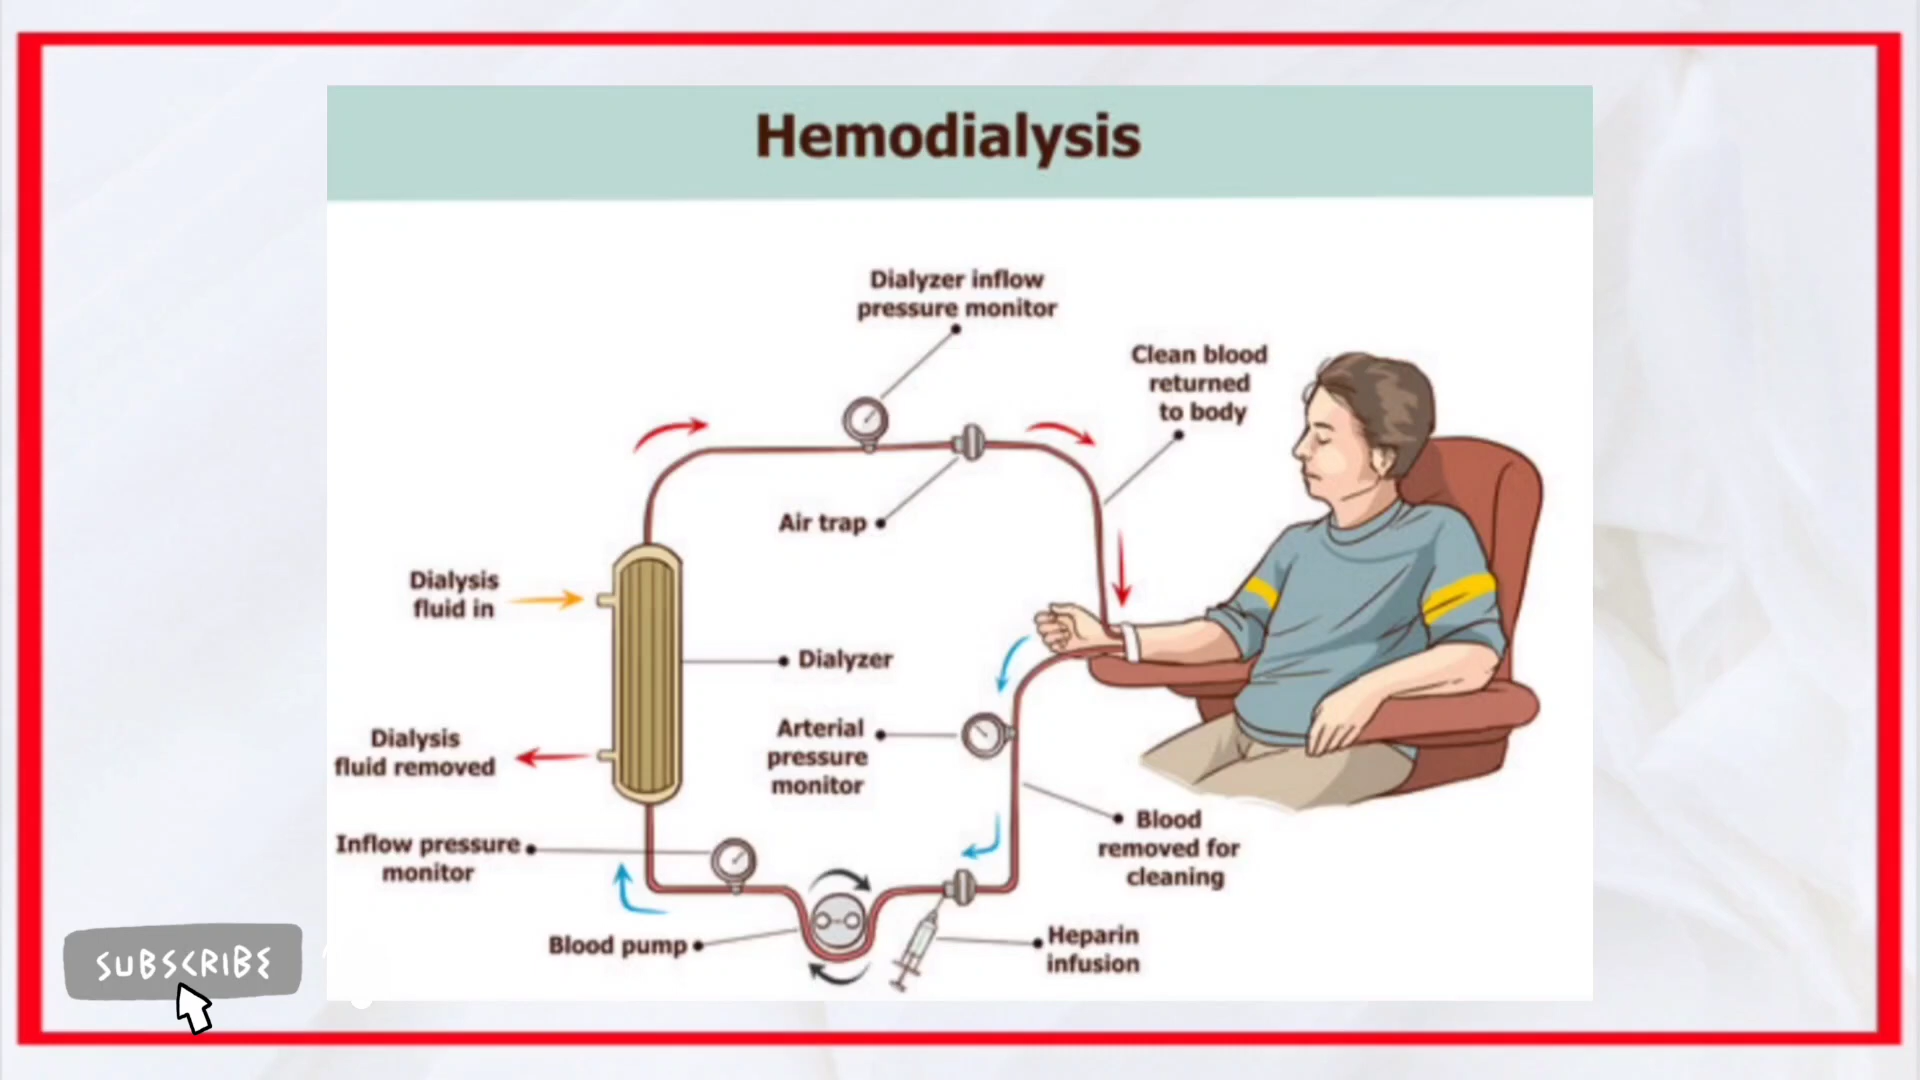 Hemodialysis
Dialyzer inflow
pressure monitor
Clean blood
returned
to body
Air trap
Dialysis
fluid in
Dialyzer
Arterial
pressure
monitor
Dialysis
fluid removed
Blood
removed for
cleaning
Inflow pressure
monitor
Blood pump
Heparin
infusion
SUBSCRIBE